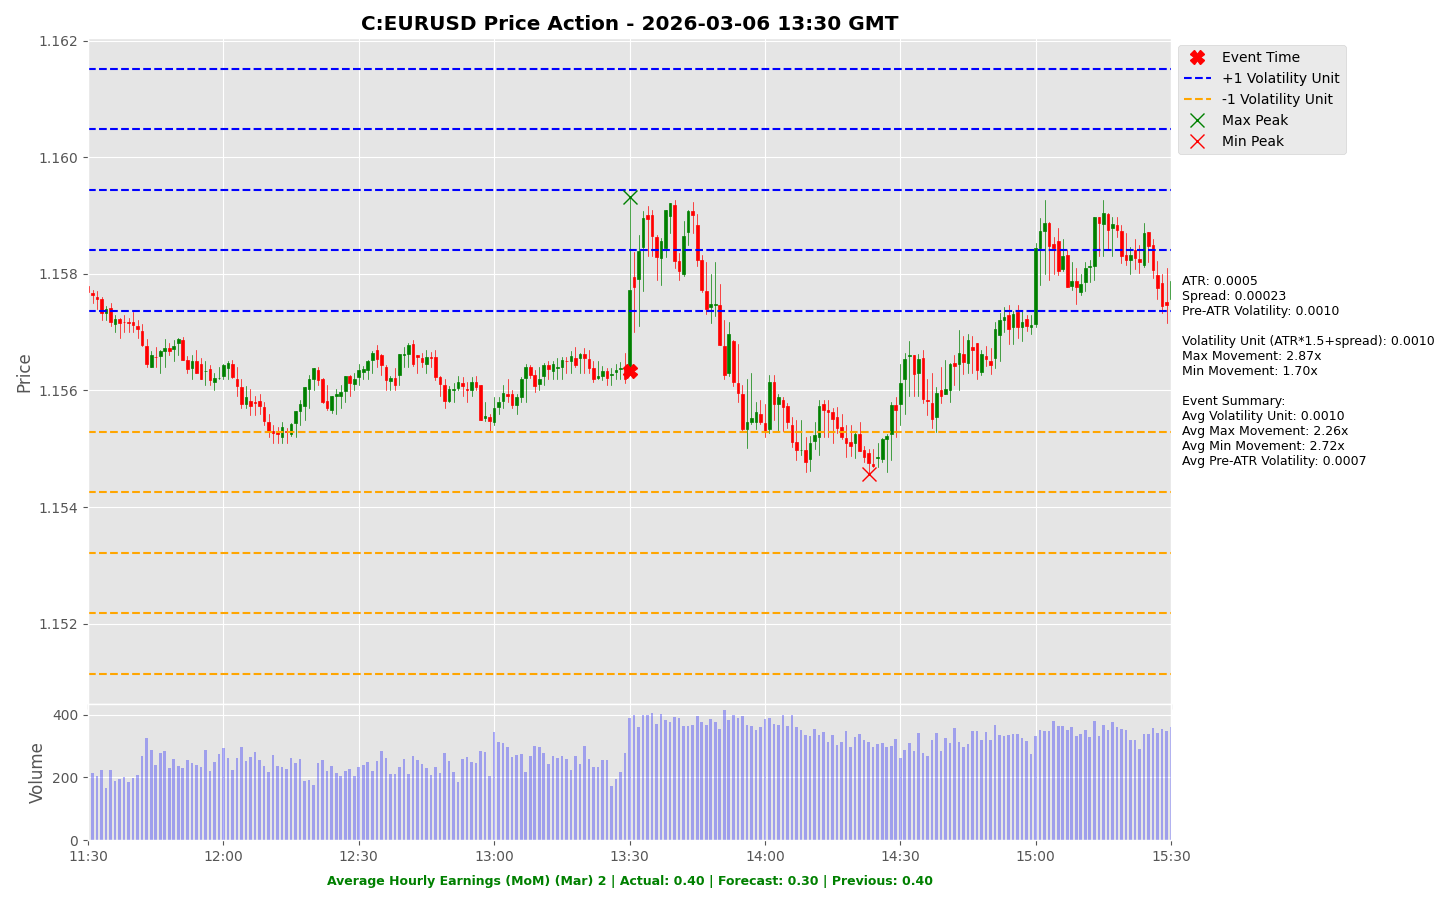 C:EURUSD Price Action - 2026-03-06 13:30 GMT
1.162
1.160
1.158
1.156
1.154
1.152
Price
Event Time
+1 Volatility Unit
-1 Volatility Unit
Max Peak
Min Peak
ATR: 0.0005
Spread: 0.00023
Pre-ATR Volatility: 0.0010
Volatility Unit (ATR*1.5+spread): 0.0010
Max Movement: 2.87x
Min Movement: 1.70x
Event Summary:
Avg Volatility Unit: 0.0010
Avg Max Movement: 2.26x
Avg Min Movement: 2.72x
Avg Pre-ATR Volatility: 0.0007
400
200
0
Volume
11:30 12:00 12:30 13:00 13:30 14:00 14:30 15:00 15:30
Average Hourly Earnings (MoM) (Mar) 2 | Actual: 0.40 | Forecast: 0.30 | Previous: 0.40